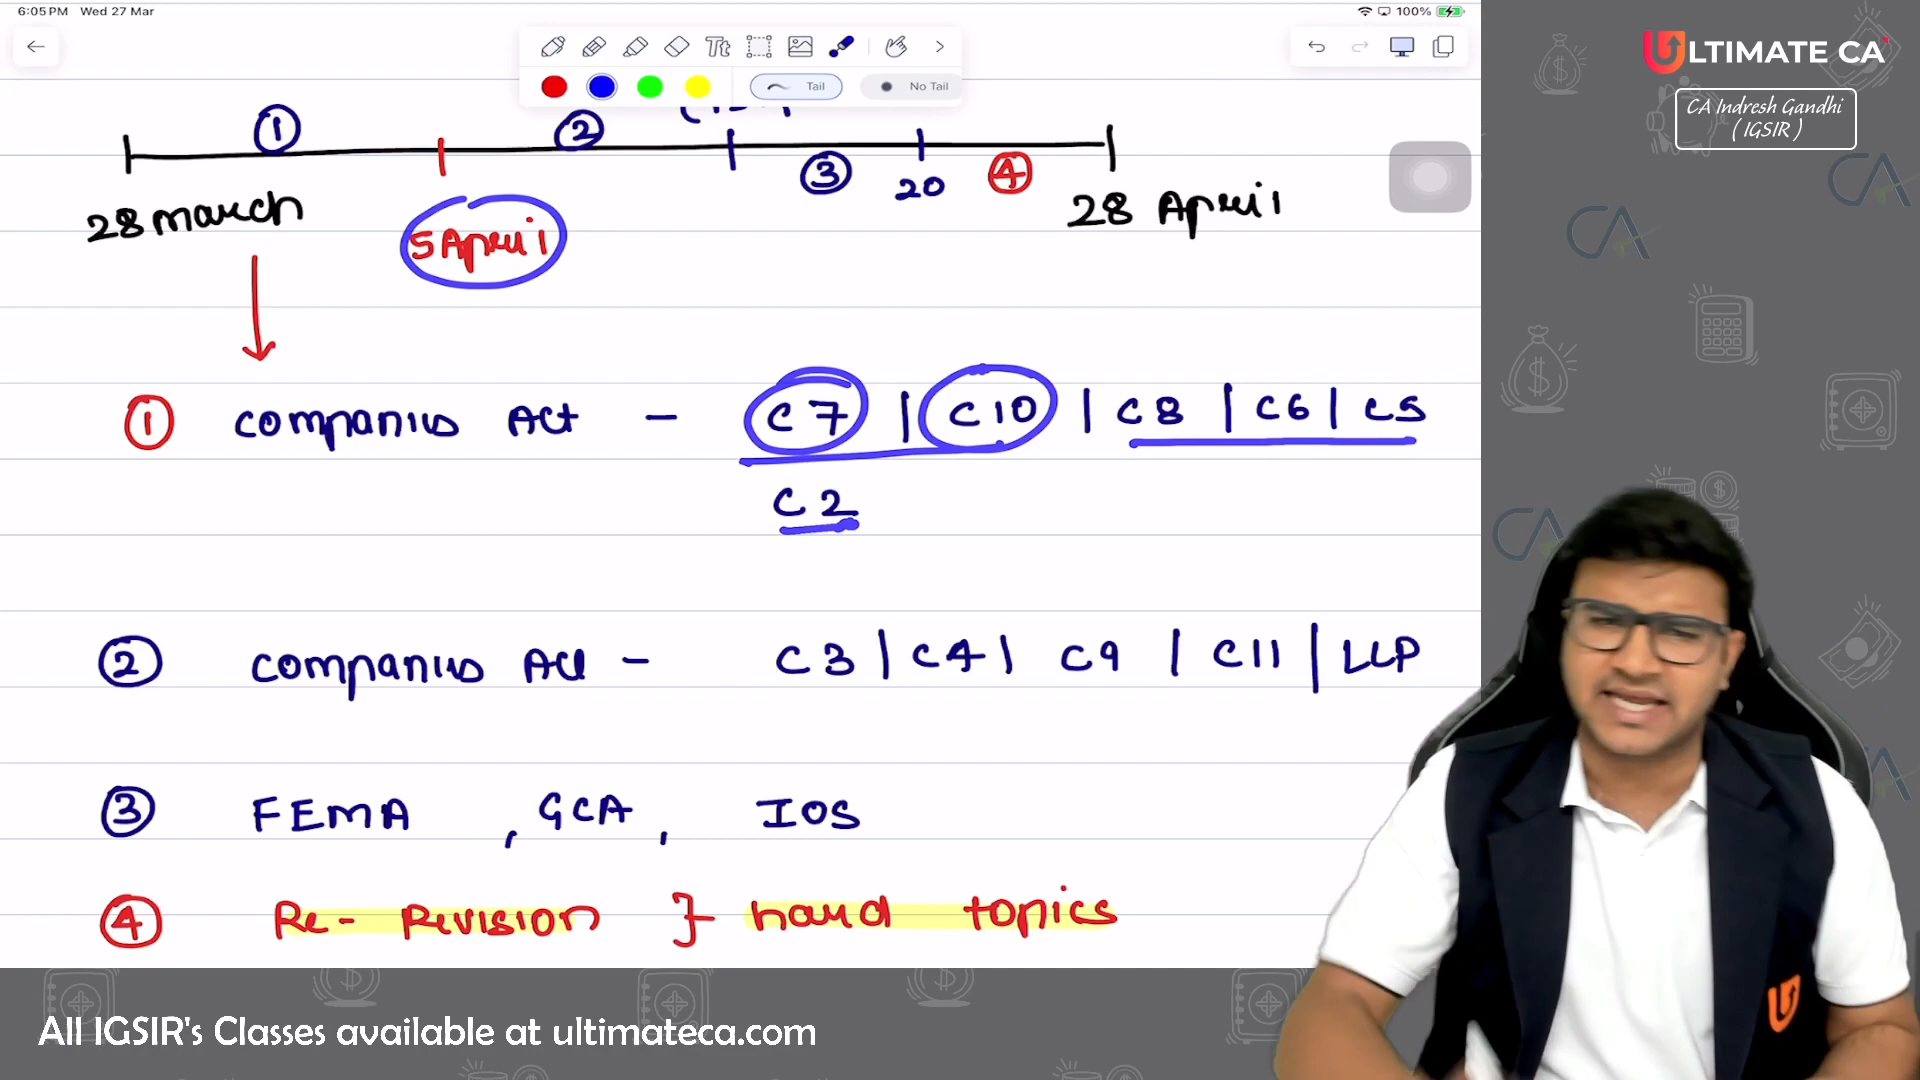 6:05 PM Wed 27 Mar
100%
Tt
Tail
No Tail
ULTIMATE CA
CA Indresh Gandhi
( IGSIR )
1 2
3 20 4
28 march 5 April 28 April
1 companies Act - C7 | C10 | C8 | C6 | C5
C2
2 companies Act - C3 | C4 | C9 | C11 | LLP
3 FEMA , GCA , IOS
4 Re- Revision } hard topics
All IGSIR's Classes available at ultimateca.com